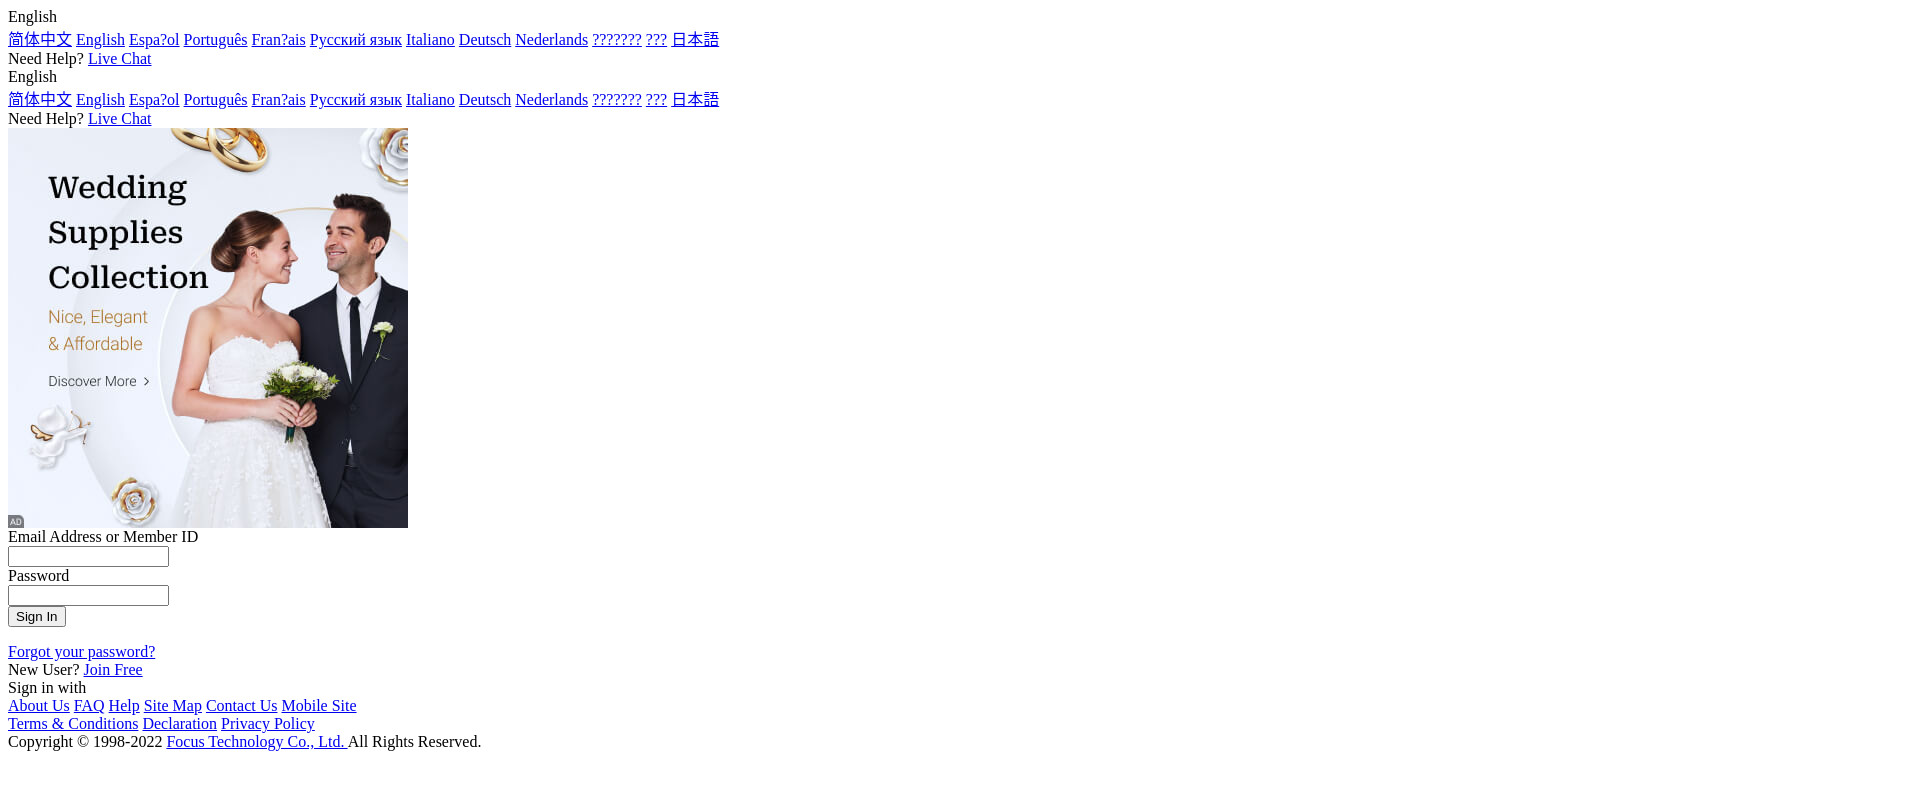 English
简体中文 English Espa?ol Português Fran?ais Русский язык Italiano Deutsch Nederlands ??????? ??? 日本語
Need Help? Live Chat
English
简体中文 English Espa?ol Português Fran?ais Русский язык Italiano Deutsch Nederlands ??????? ??? 日本語
Need Help? Live Chat
Wedding
Supplies
Collection
Nice, Elegant
& Affordable
Discover More >
AD
Email Address or Member ID
Password
Sign In
Forgot your password?
New User? Join Free
Sign in with
About Us FAQ Help Site Map Contact Us Mobile Site
Terms & Conditions Declaration Privacy Policy
Copyright © 1998-2022 Focus Technology Co., Ltd. All Rights Reserved.